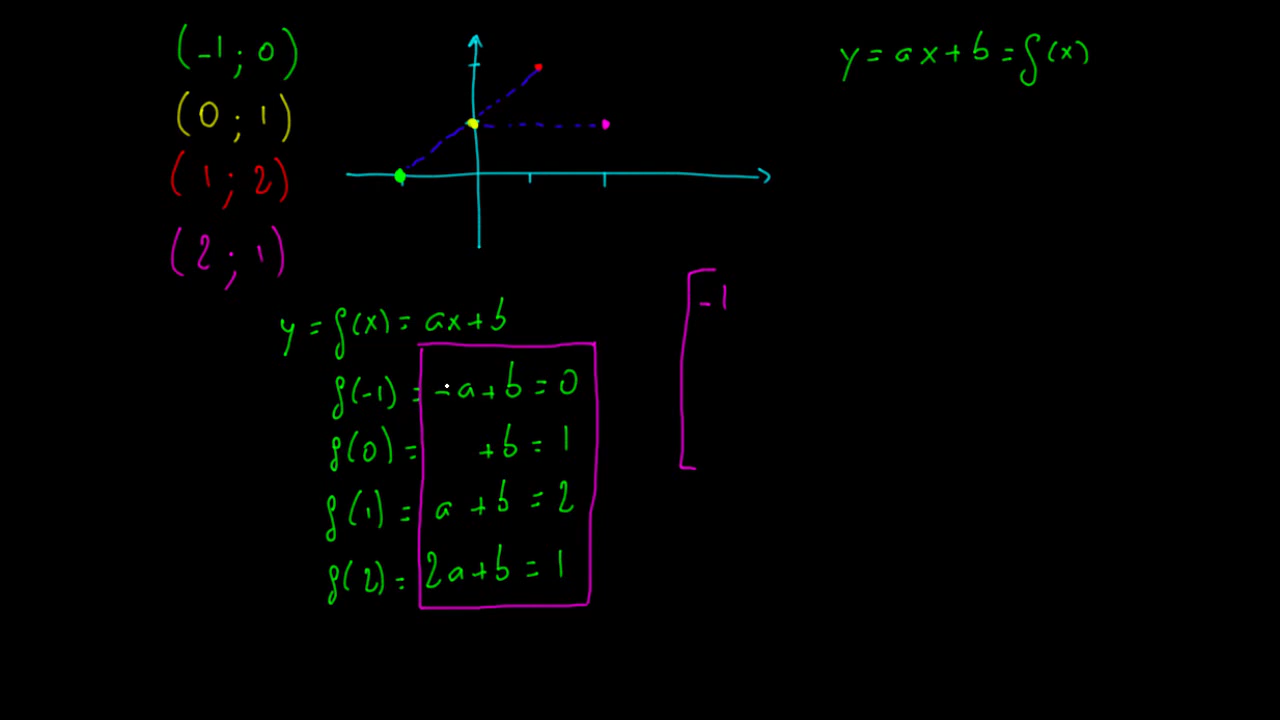 (-1 ; 0)
(0 ; 1)
(1 ; 2)
(2 ; 1)
y = ax + b = f(x)
y = f(x) = ax + b
f(-1) = -a + b = 0
f(0) = + b = 1
f(1) = a + b = 2
f(2) = 2a + b = 1
[ -1